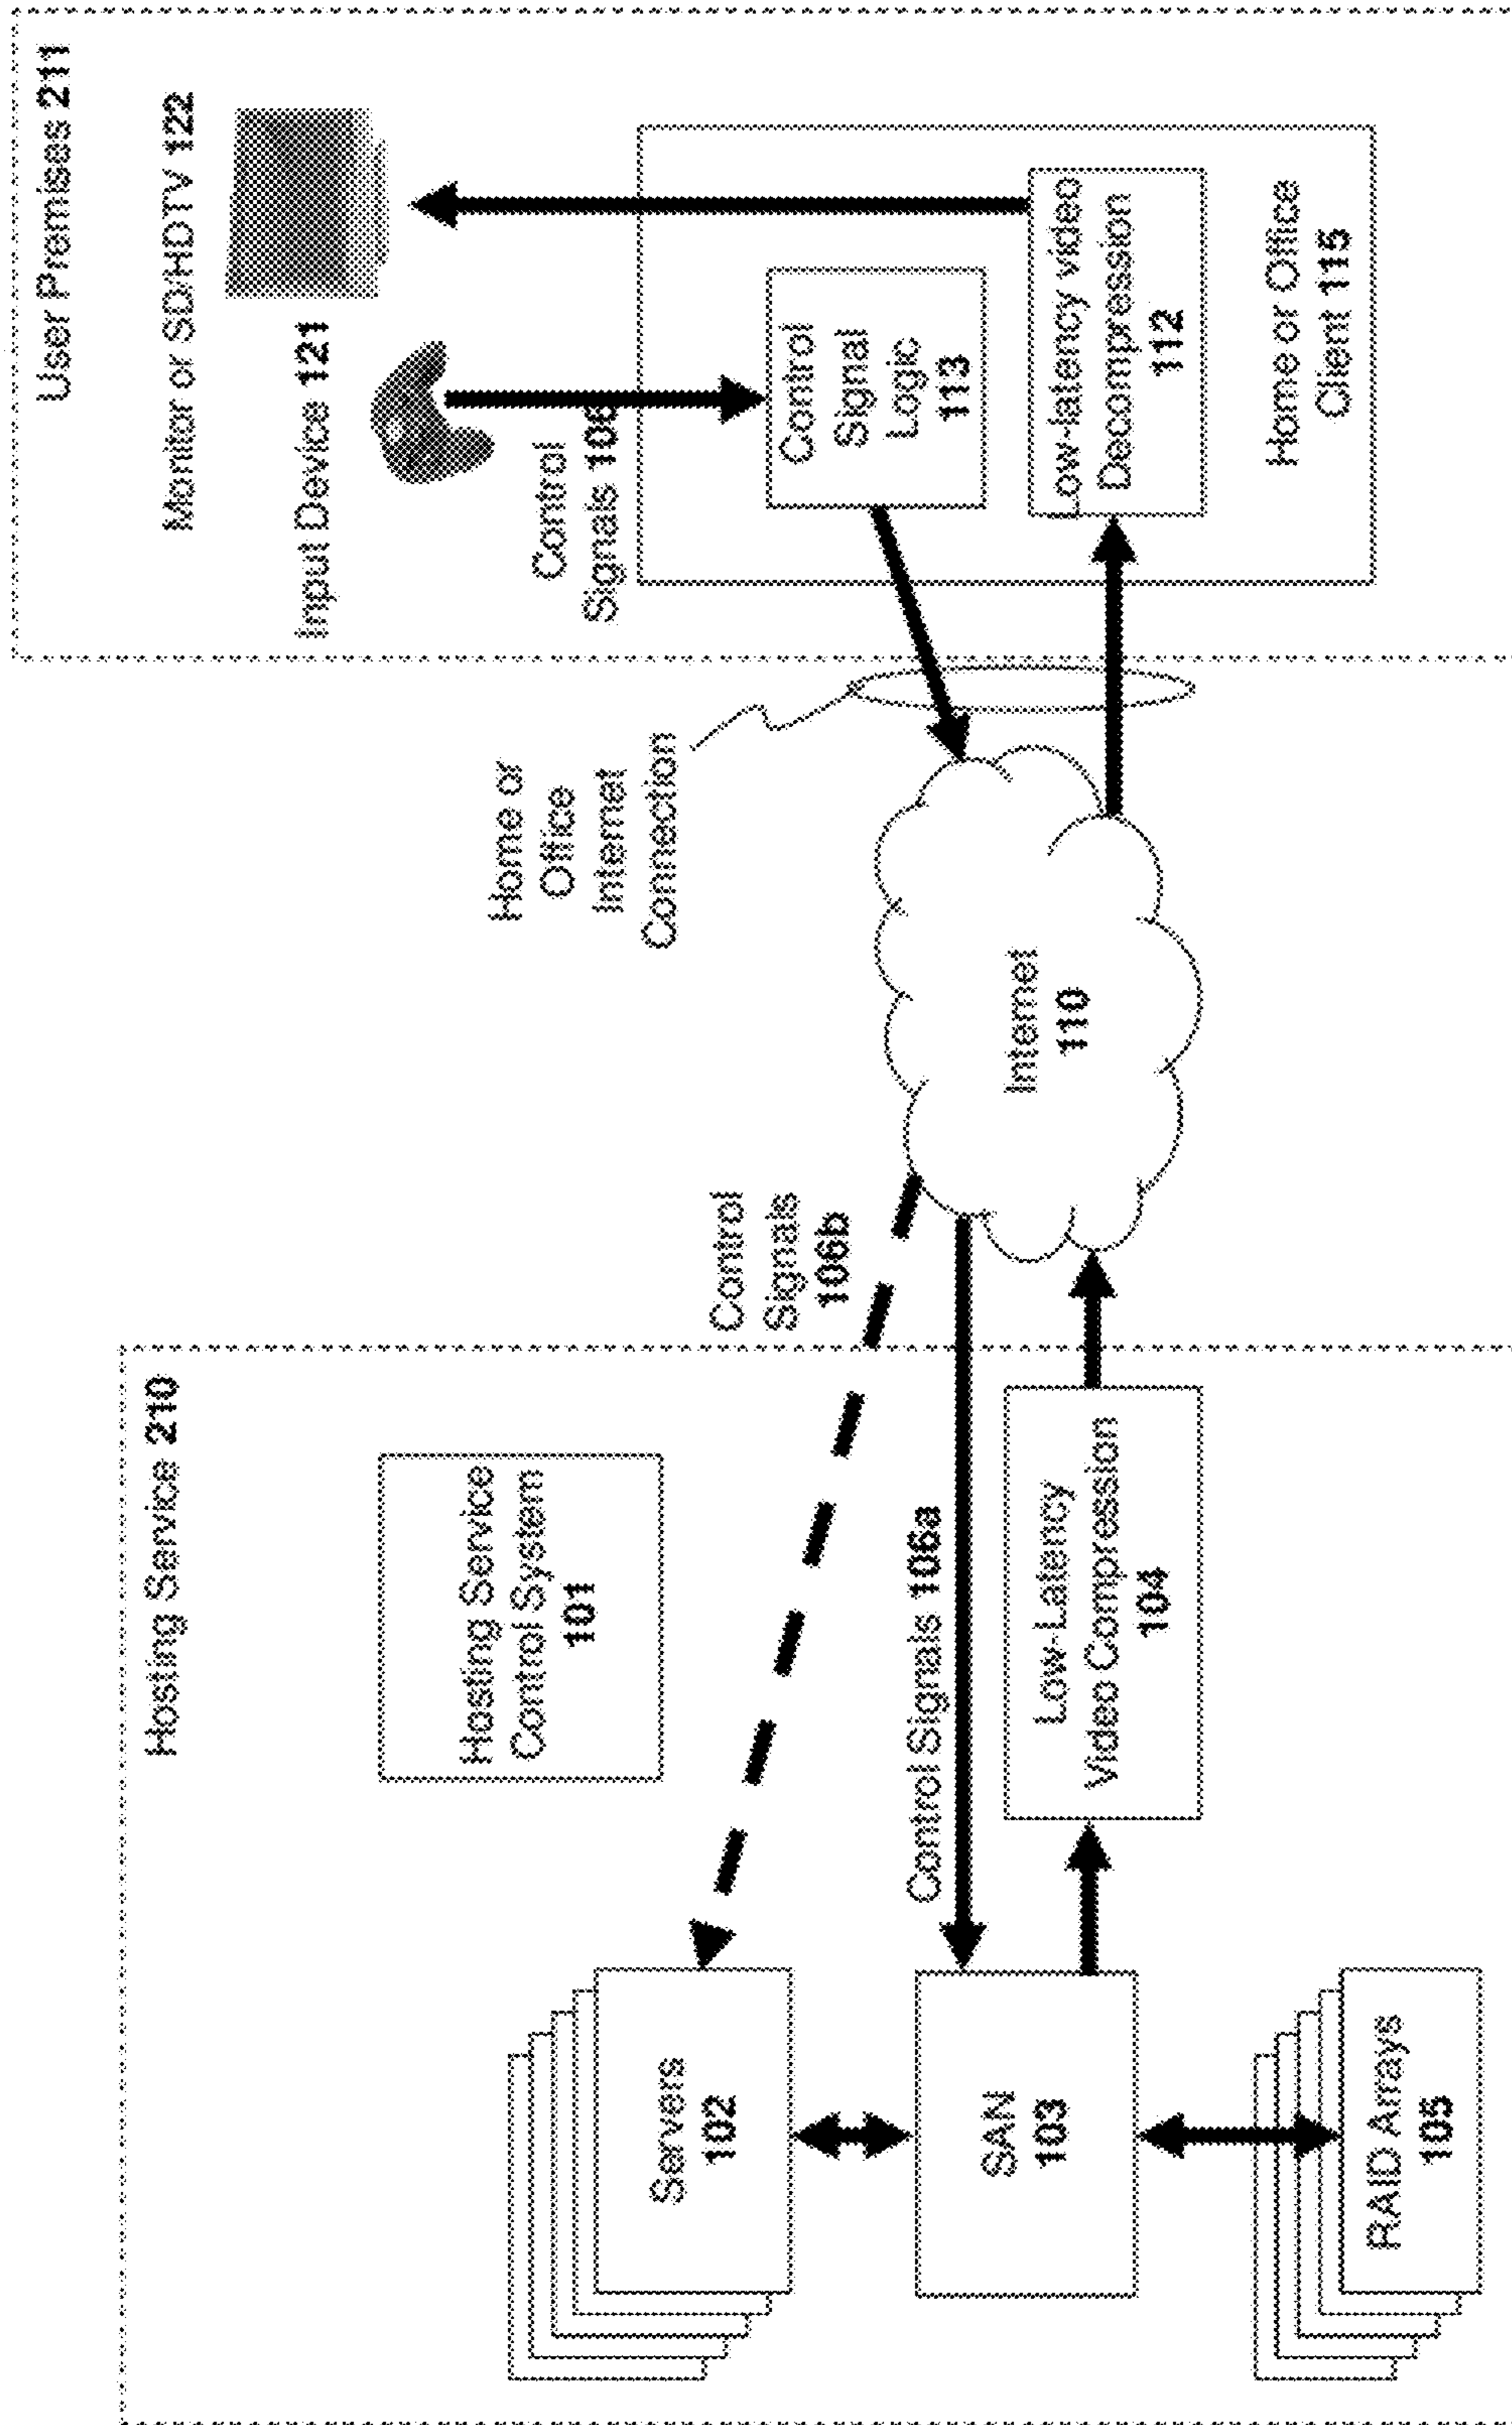 Hosting Service 210
Hosting Service
Control System
101
Servers
102
Control Signals 106a
SAN
103
Low-Latency
Video Compression
104
RAID Arrays
105
Control
Signals
106b
Home or
Office
Internet
Connection
Internet
110
User Premises 211
Monitor or SD/HDTV 122
Input Device 121
Control
Signals 106
Control
Signal
Logic
113
Low-latency video
Decompression
112
Home or Office
Client 115